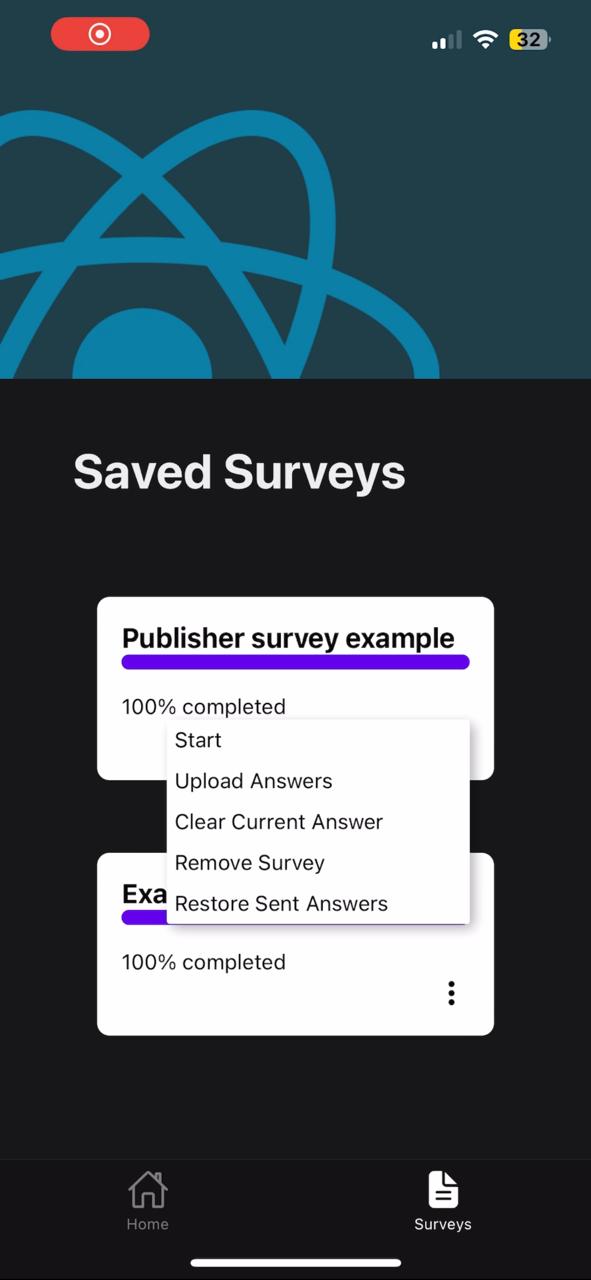 32
Saved Surveys
Publisher survey example
100% completed
Start
Upload Answers
Clear Current Answer
Remove Survey
Restore Sent Answers
Exa
100% completed
Home
Surveys